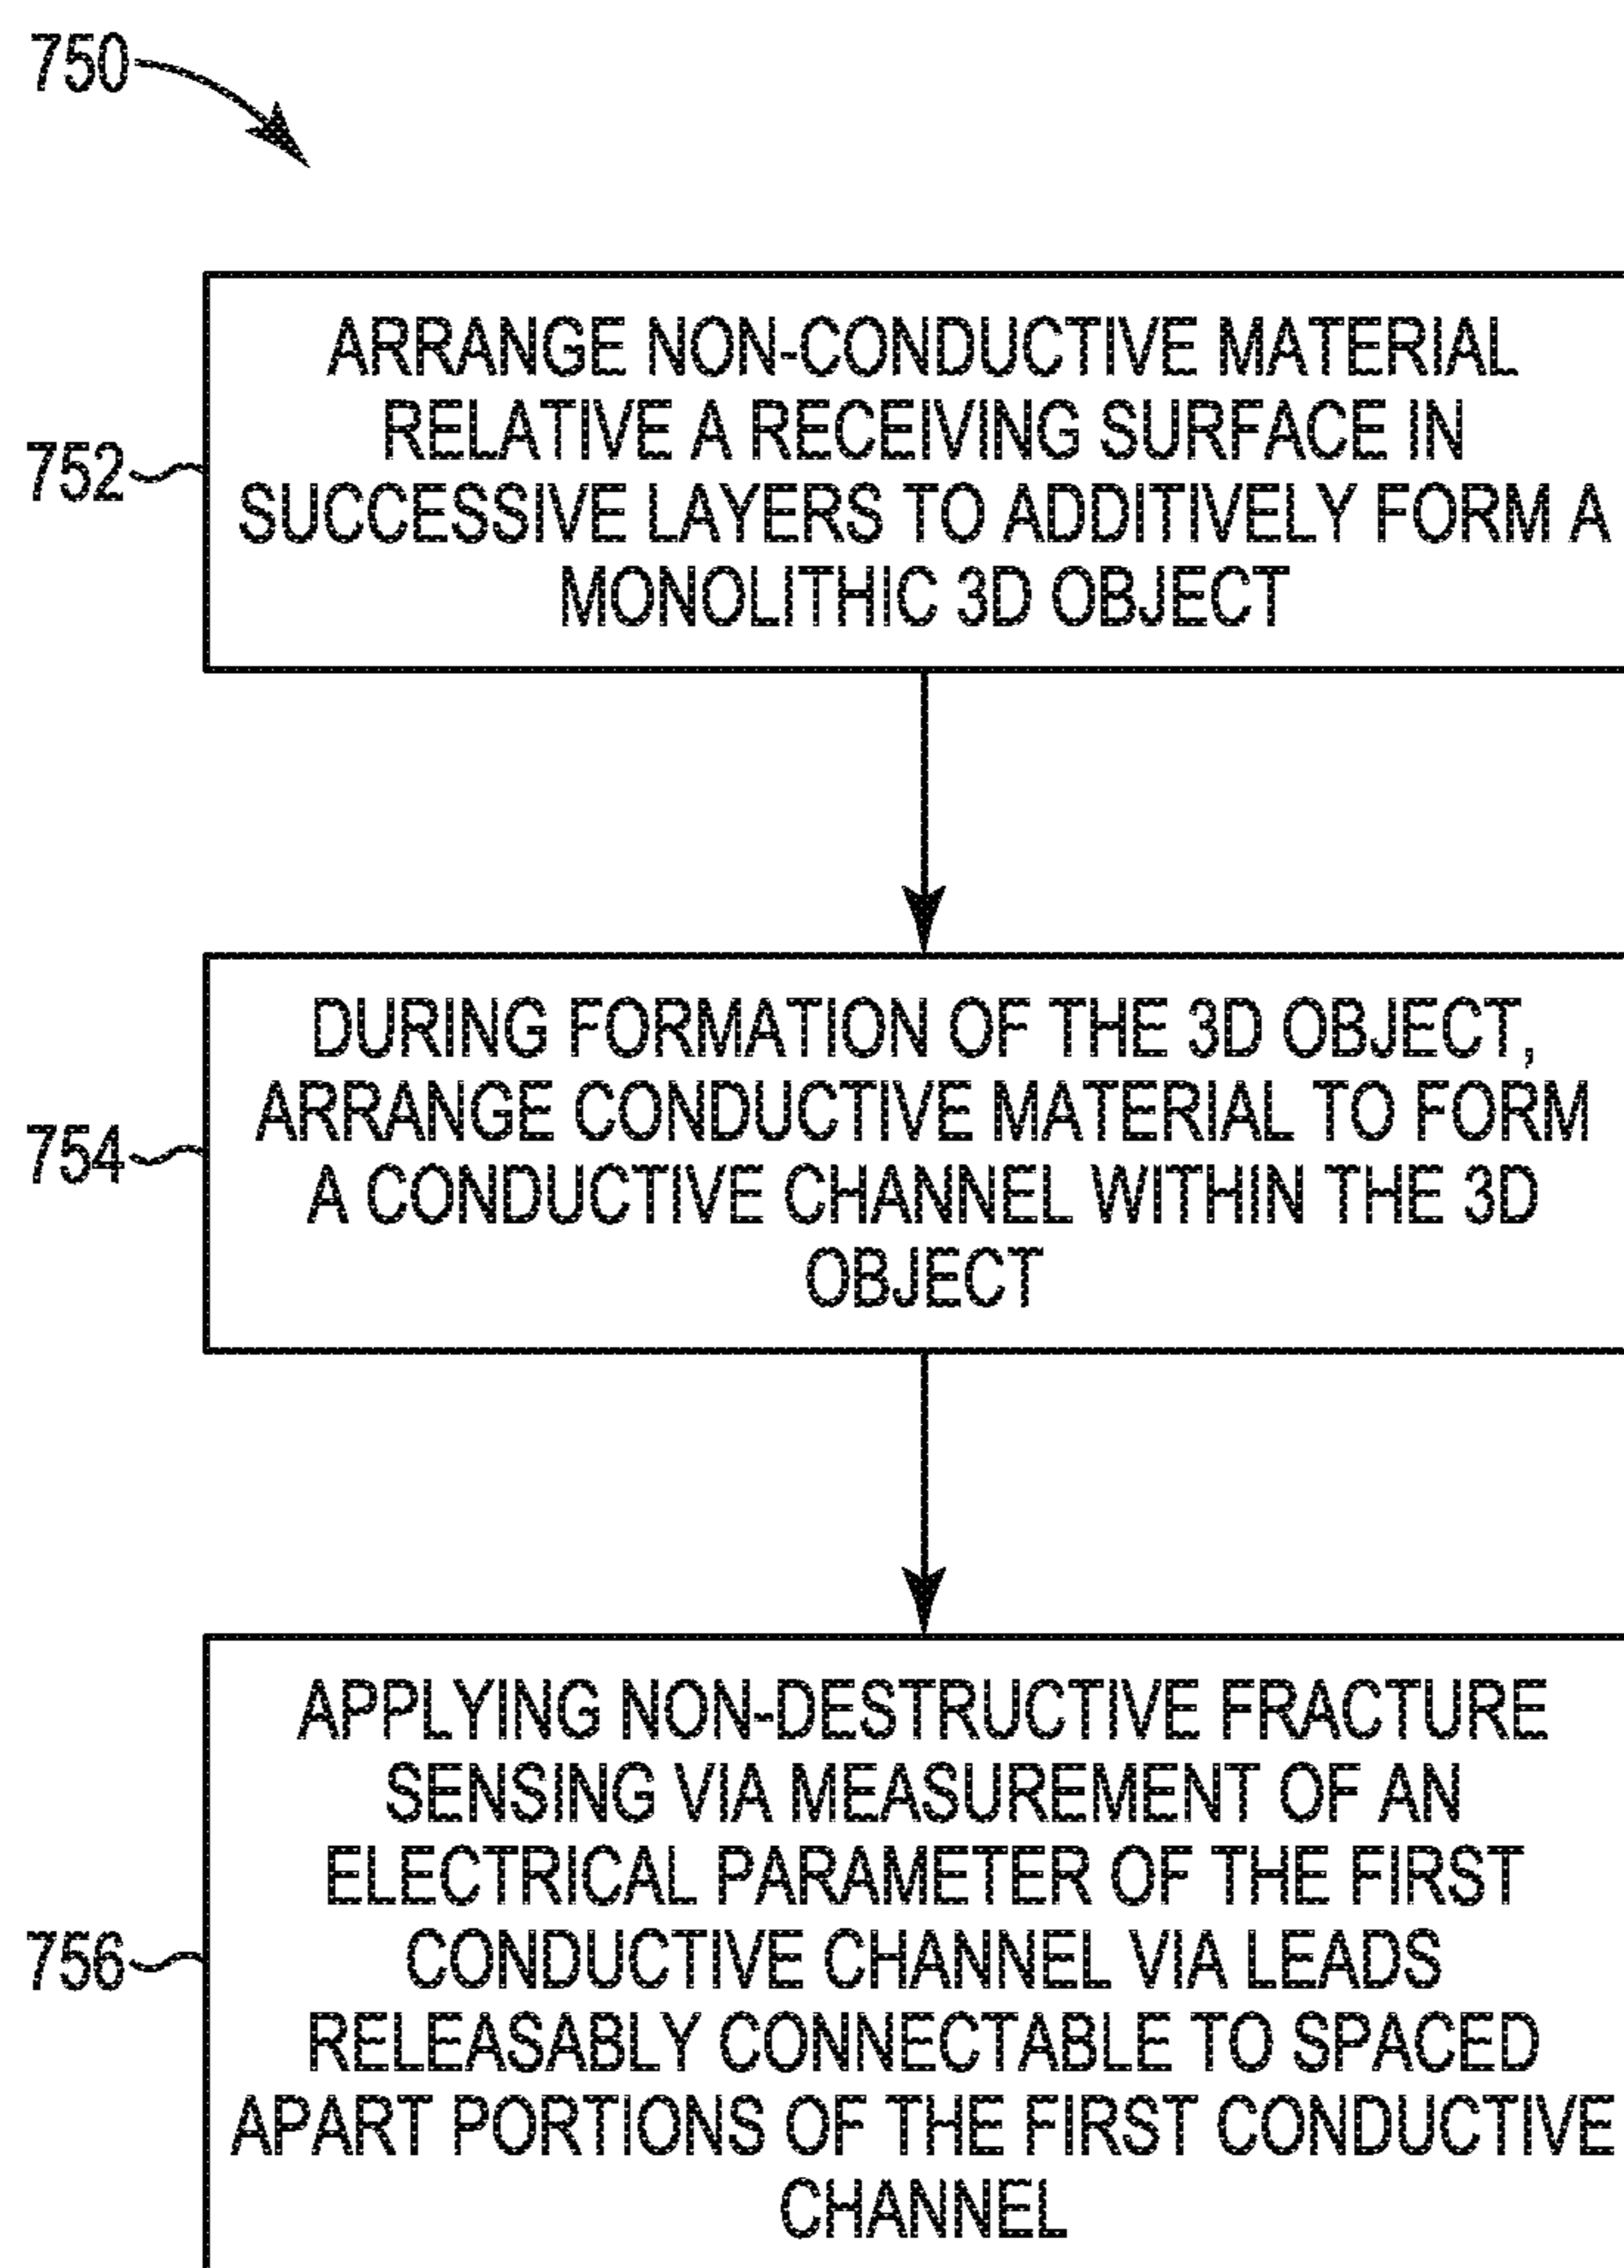 750
ARRANGE NON-CONDUCTIVE MATERIAL
RELATIVE A RECEIVING SURFACE IN
752
SUCCESSIVE LAYERS TO ADDITIVELY FORM A
MONOLITHIC 3D OBJECT
DURING FORMATION OF THE 3D OBJECT,
ARRANGE CONDUCTIVE MATERIAL TO FORM
754
A CONDUCTIVE CHANNEL WITHIN THE 3D
OBJECT
APPLYING NON-DESTRUCTIVE FRACTURE
SENSING VIA MEASUREMENT OF AN
ELECTRICAL PARAMETER OF THE FIRST
756
CONDUCTIVE CHANNEL VIA LEADS
RELEASABLY CONNECTABLE TO SPACED
APART PORTIONS OF THE FIRST CONDUCTIVE
CHANNEL